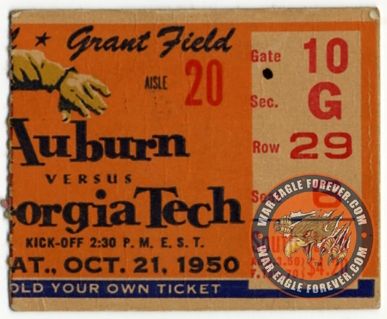 Grant Field
AISLE 20
Gate 10
Sec. G
Row 29
Auburn
VERSUS
orgia Tech
KICK-OFF 2:30 P. M. E. S. T.
AT., OCT. 21, 1950
OLD YOUR OWN TICKET
WAR EAGLE FOREVER.COM
WAR EAGLE FOREVER.COM